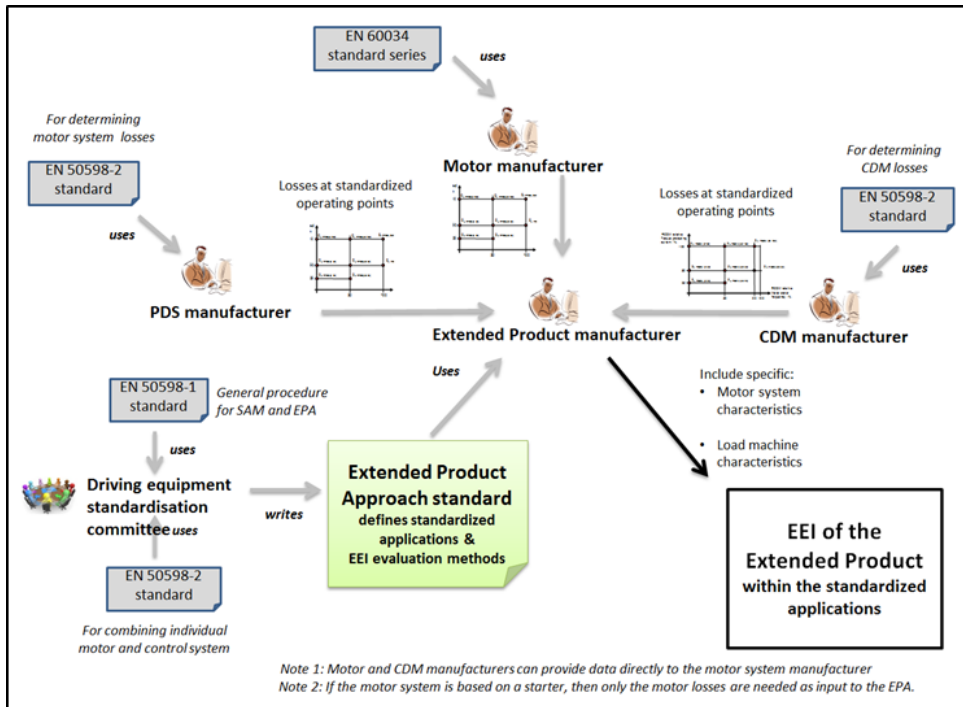 EN 60034
standard series
uses
Motor manufacturer
For determining
motor system losses
EN 50598-2
standard
uses
PDS manufacturer
Losses at standardized
operating points
Losses at standardized
operating points
For determining
CDM losses
EN 50598-2
standard
uses
CDM manufacturer
Extended Product manufacturer
Uses
EN 50598-1
standard
General procedure
for SAM and EPA
uses
Driving equipment
standardisation
committee
uses
writes
EN 50598-2
standard
For combining individual
motor and control system
Extended Product
Approach standard
defines standardized
applications &
EEI evaluation methods
Include specific:
• Motor system
characteristics
• Load machine
characteristics
EEI of the
Extended Product
within the standardized
applications
Note 1: Motor and CDM manufacturers can provide data directly to the motor system manufacturer
Note 2: If the motor system is based on a starter, then only the motor losses are needed as input to the EPA.